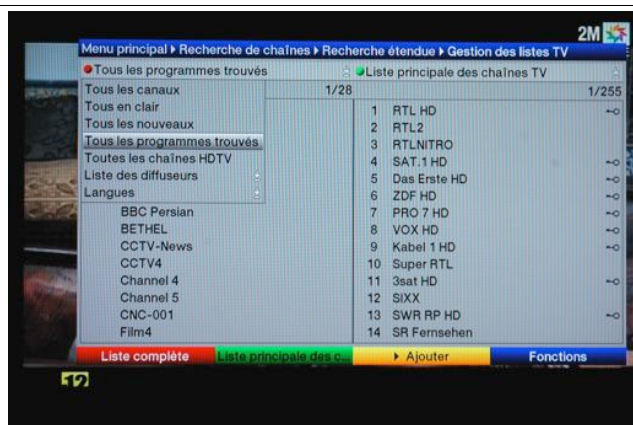 2M
Menu principal ▸ Recherche de chaînes ▸ Recherche étendue ▸ Gestion des listes TV
Tous les programmes trouvés
Liste principale des chaînes TV
Tous les canaux
1/28
1/255
Tous en clair
Tous les nouveaux
Tous les programmes trouvés
Toutes les chaînes HDTV
Liste des diffuseurs
Langues
BBC Persian
BETHEL
CCTV-News
CCTV4
Channel 4
Channel 5
CNC-001
Film4
1 RTL HD
2 RTL2
3 RTLNITRO
4 SAT.1 HD
5 Das Erste HD
6 ZDF HD
7 PRO 7 HD
8 VOX HD
9 Kabel 1 HD
10 Super RTL
11 3sat HD
12 SIXX
13 SWR RP HD
14 SR Fernsehen
Liste complète
Liste principale des c...
▸ Ajouter
Fonctions
12